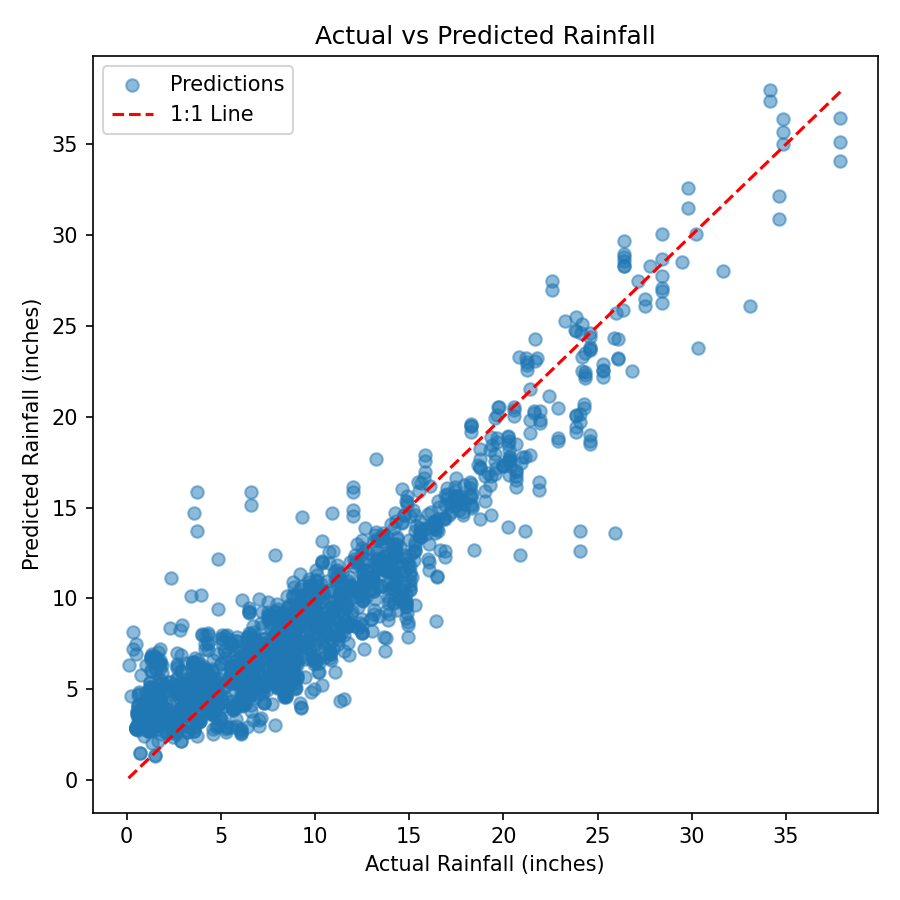 Actual vs Predicted Rainfall
Predictions
1:1 Line
Predicted Rainfall (inches)
35
30
25
20
15
10
5
0
0 5 10 15 20 25 30 35
Actual Rainfall (inches)